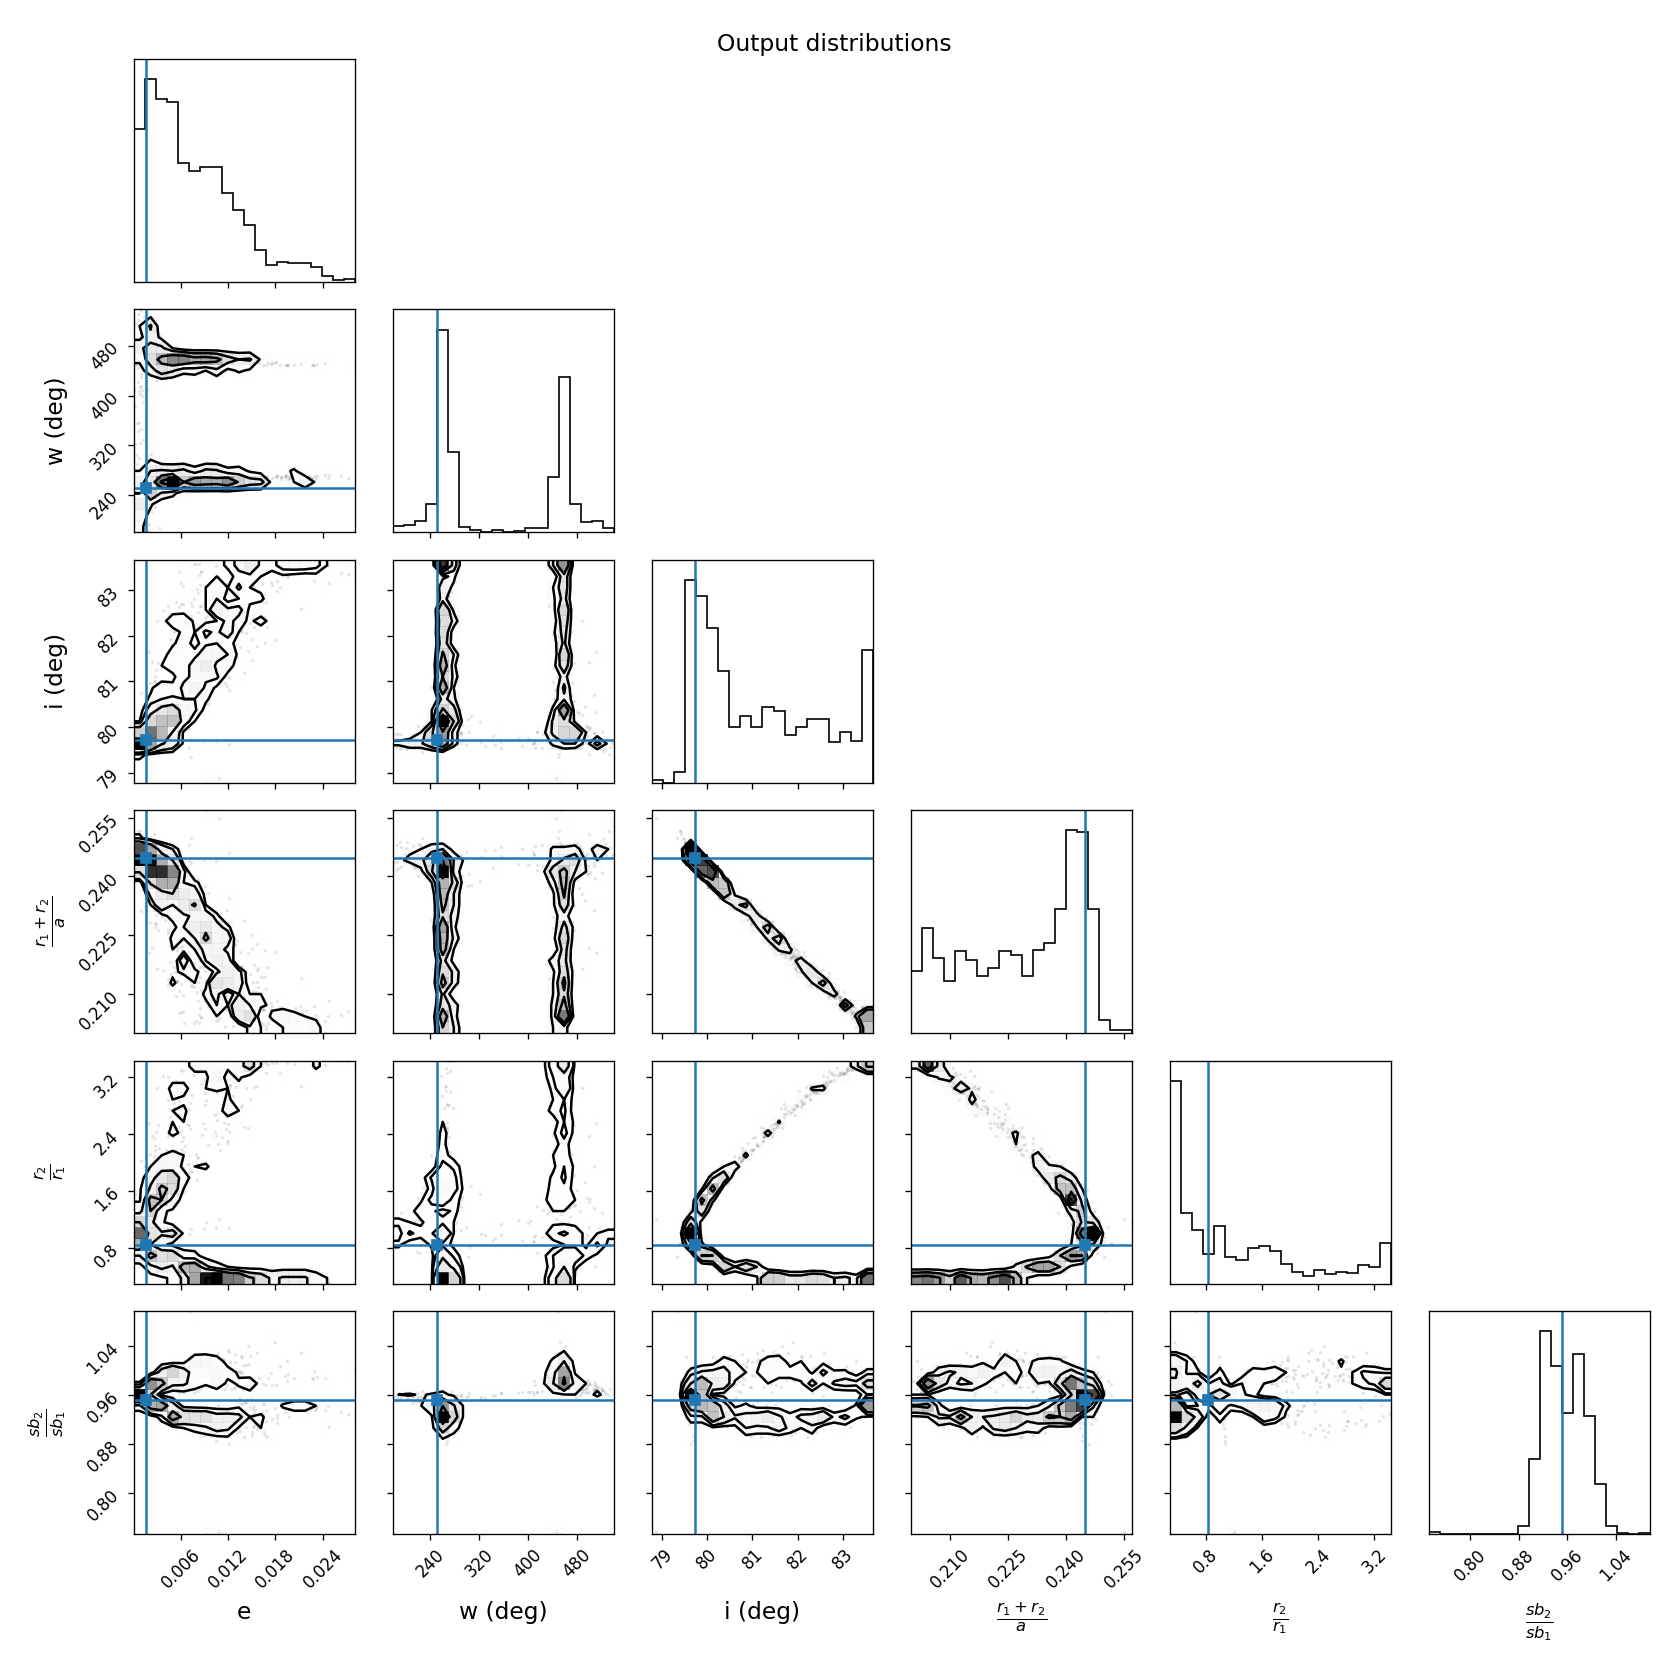 Output distributions
w (deg)
480
400
320
240
i (deg)
83
82
81
80
79
r₁ + r₂
a
0.255
0.240
0.225
0.210
r₂
r₁
3.2
2.4
1.6
0.8
sb₂
sb₁
1.04
0.96
0.88
0.80
0.006 0.012 0.018 0.024
240 320 400 480
79 80 81 82 83
0.210 0.225 0.240 0.255
0.8 1.6 2.4 3.2
0.80 0.88 0.96 1.04
e
w (deg)
i (deg)
r₁ + r₂
a
r₂
r₁
sb₂
sb₁